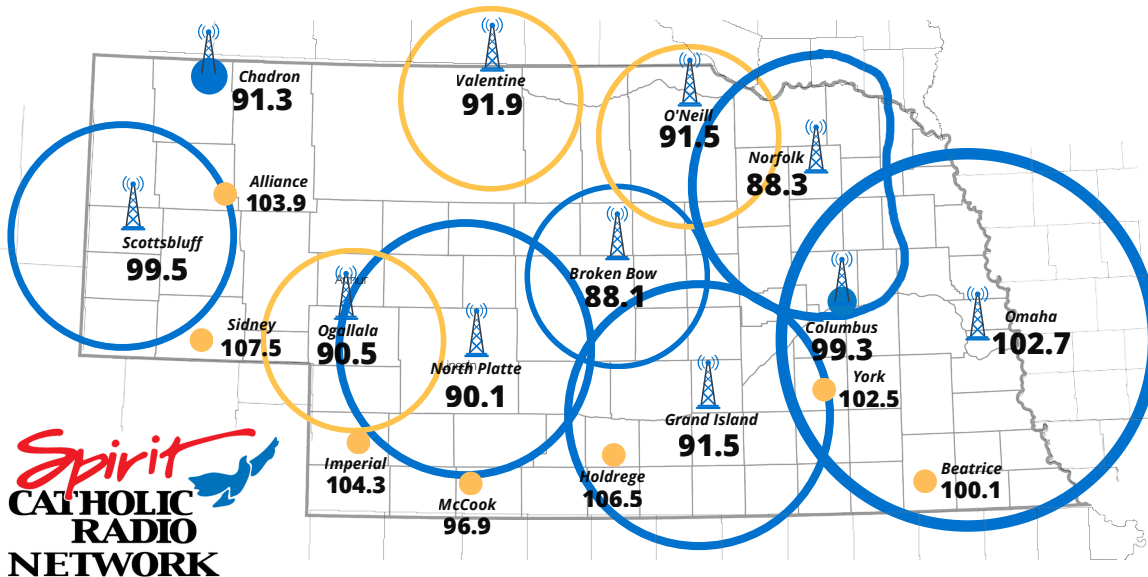 Chadron
91.3
Valentine
91.9
O'Neill
91.5
Norfolk
88.3
Alliance
103.9
Scottsbluff
99.5
Broken Bow
88.1
Arthur
Ogallala
90.5
Sidney
107.5
North Platte
90.1
Columbus
99.3
Omaha
102.7
York
102.5
Grand Island
91.5
Imperial
104.3
McCook
96.9
Holdrege
106.5
Beatrice
100.1
Spirit
CATHOLIC
RADIO
NETWORK